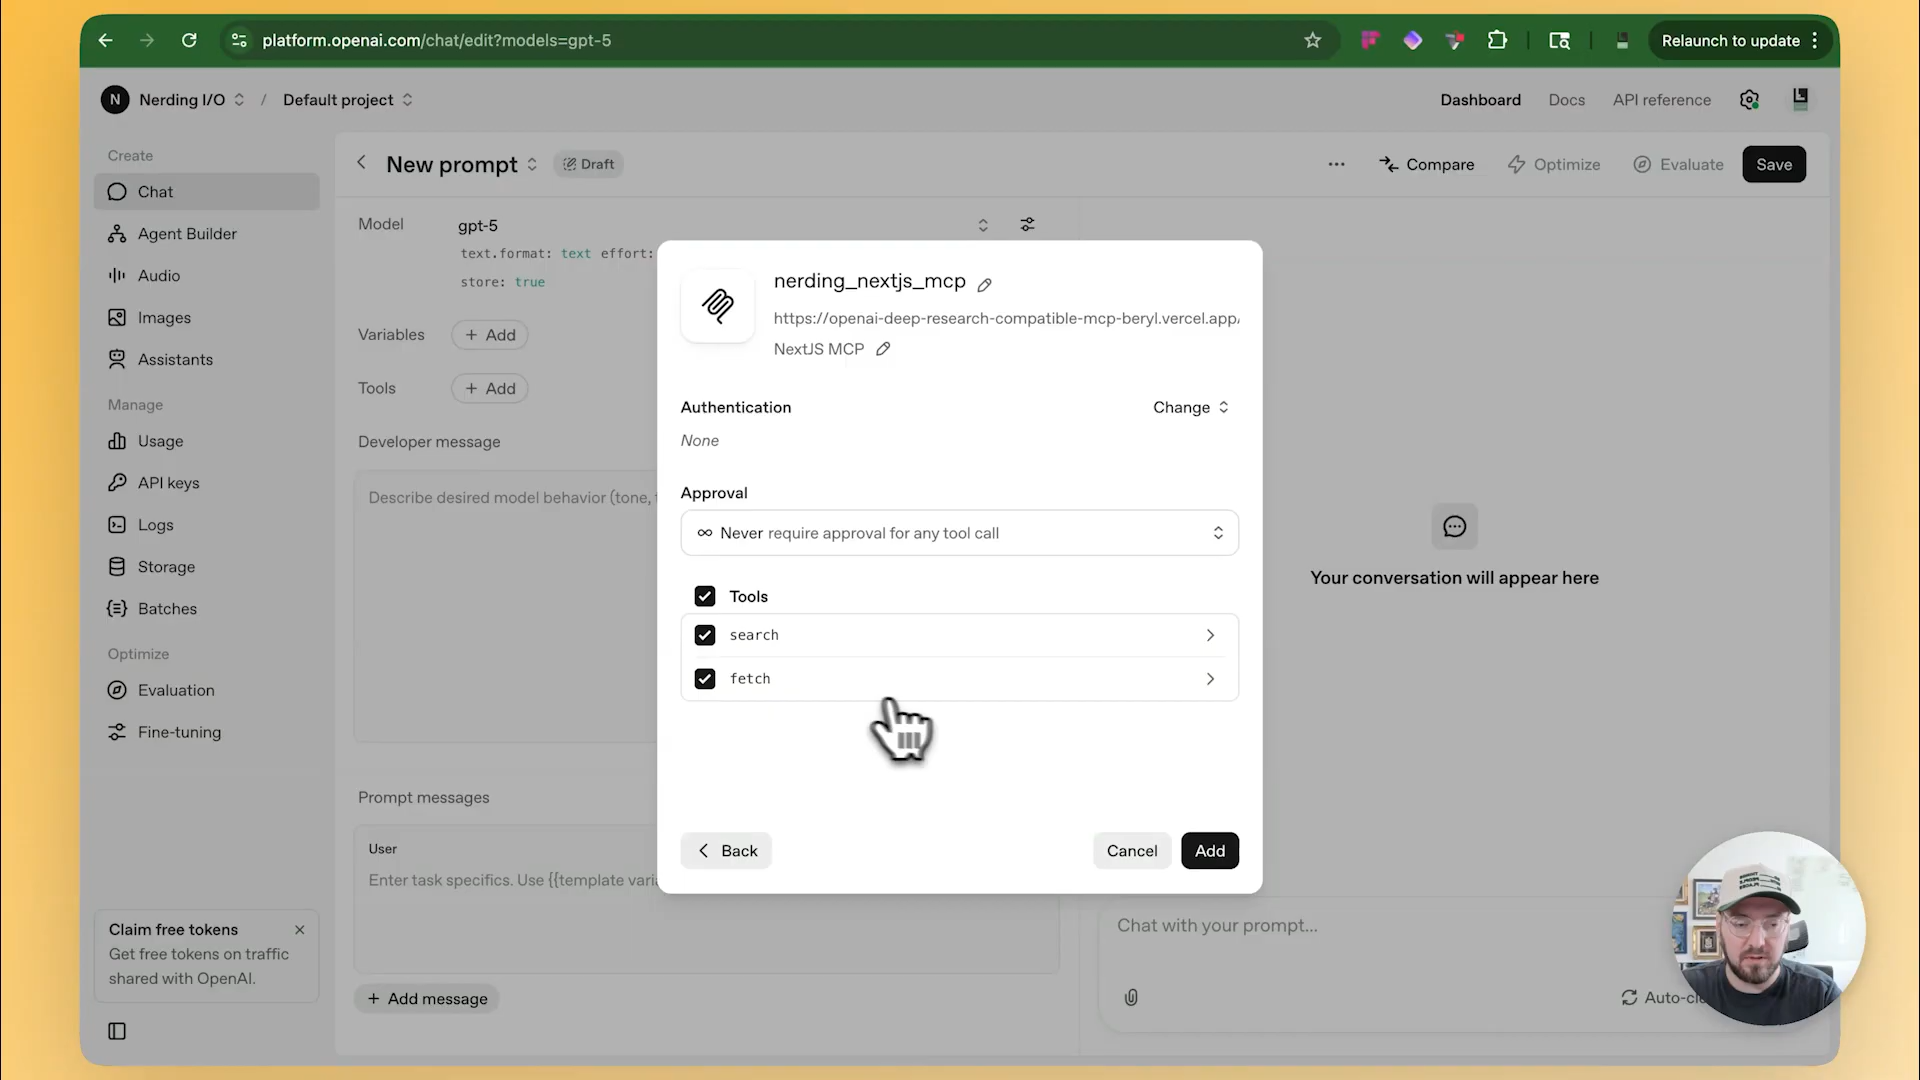 platform.openai.com/chat/edit?models=gpt-5
Relaunch to update
N Nerding I/O / Default project
Dashboard Docs API reference
Create
Chat
Agent Builder
Audio
Images
Assistants
Manage
Usage
API keys
Logs
Storage
Batches
Optimize
Evaluation
Fine-tuning
Claim free tokens
Get free tokens on traffic
shared with OpenAI.
New prompt Draft
Compare Optimize Evaluate Save
Model gpt-5
text.format: text effort:
store: true
Variables + Add
Tools + Add
Developer message
Describe desired model behavior (tone,
Prompt messages
User
Enter task specifics. Use {{template
+ Add message
nerding_nextjs_mcp
https://openai-deep-research-compatible-mcp-beryl.vercel.app/
NextJS MCP
Authentication Change
None
Approval
Never require approval for any tool call
Tools
search
fetch
Back Cancel Add
Your conversation will appear here
Chat with your prompt...